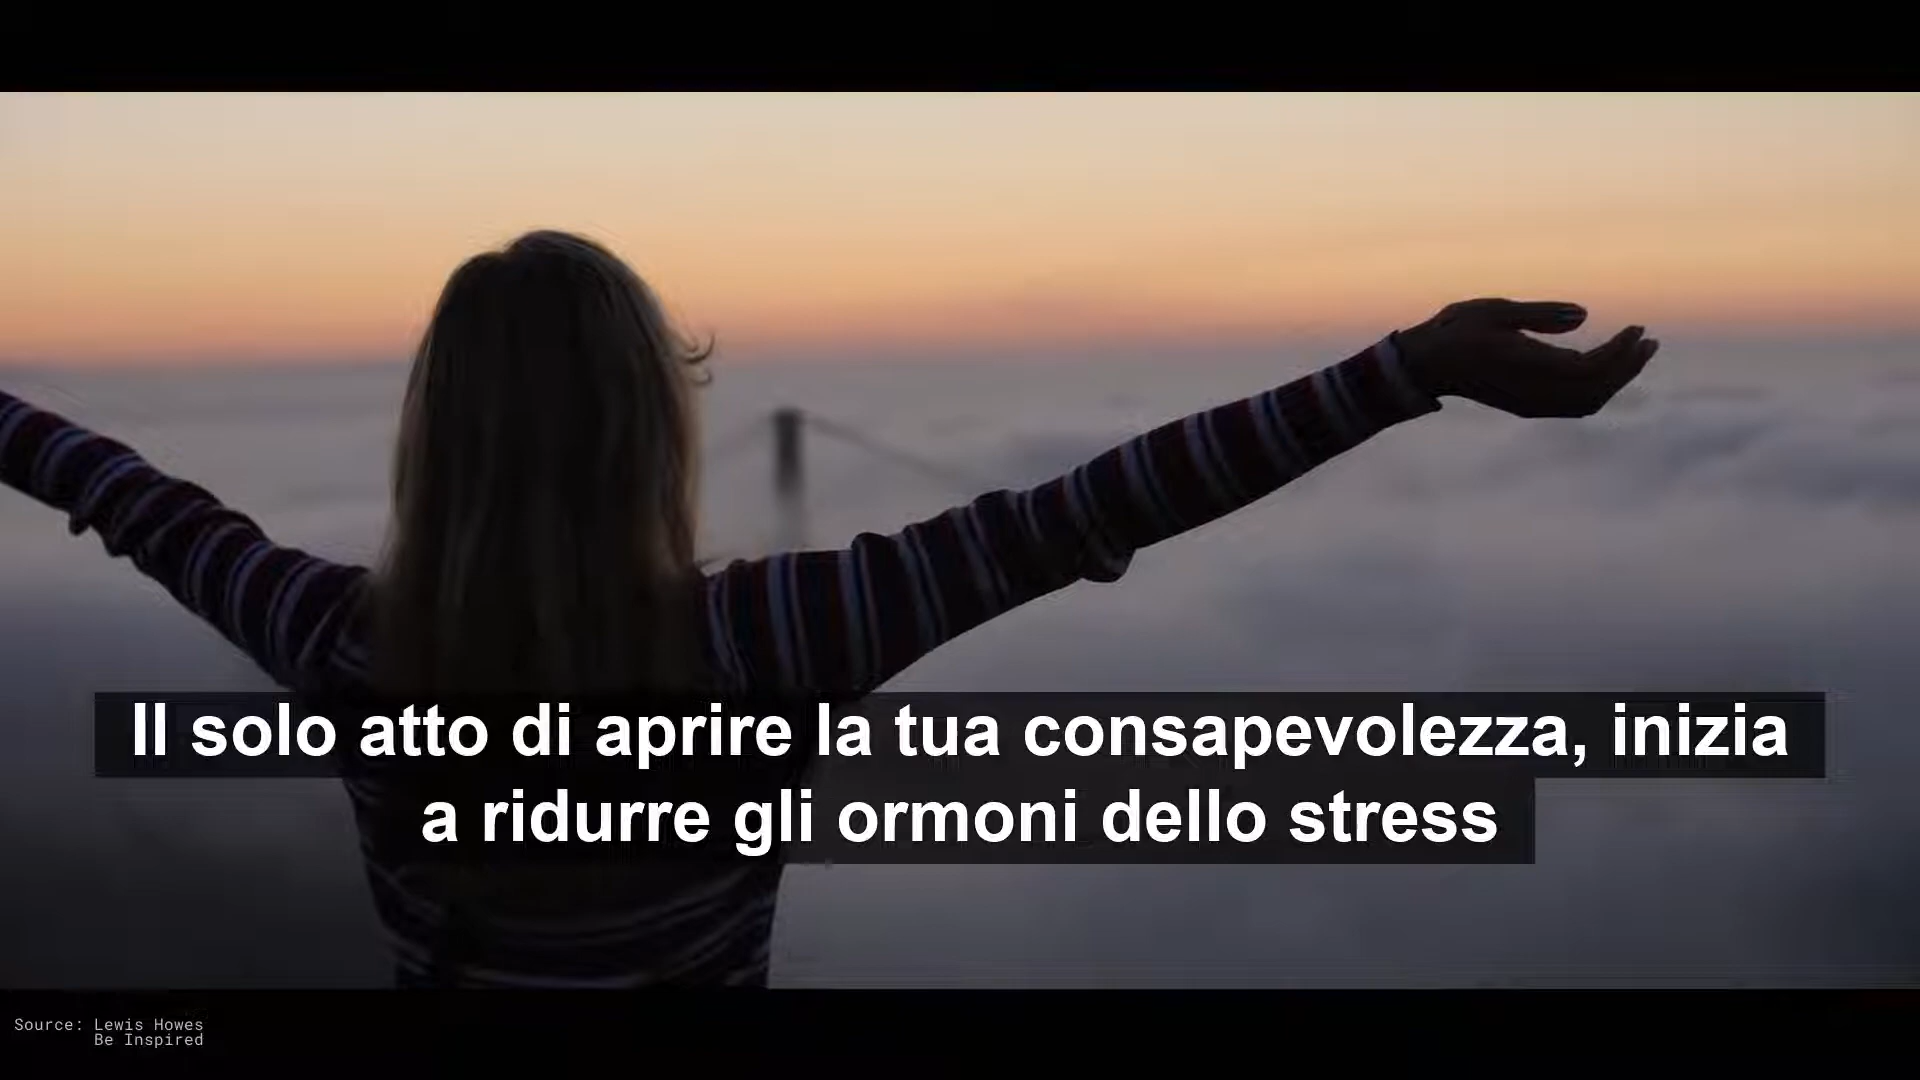 Il solo atto di aprire la tua consapevolezza, inizia
a ridurre gli ormoni dello stress
Source: Lewis Howes
Be Inspired